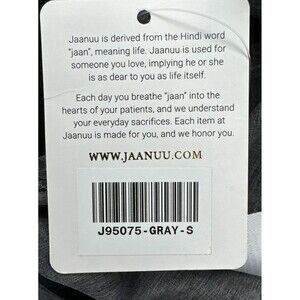 Jaanuu is derived from the Hindi word
"jaan", meaning life. Jaanuu is used for
someone you love, implying he or she
is as dear to you as life itself.
Each day you breathe "jaan" into the
hearts of your patients, and we understand
your everyday sacrifices. Each item at
Jaanuu is made for you, and we honor you.
WWW.JAANUU.COM
J95075-GRAY-S